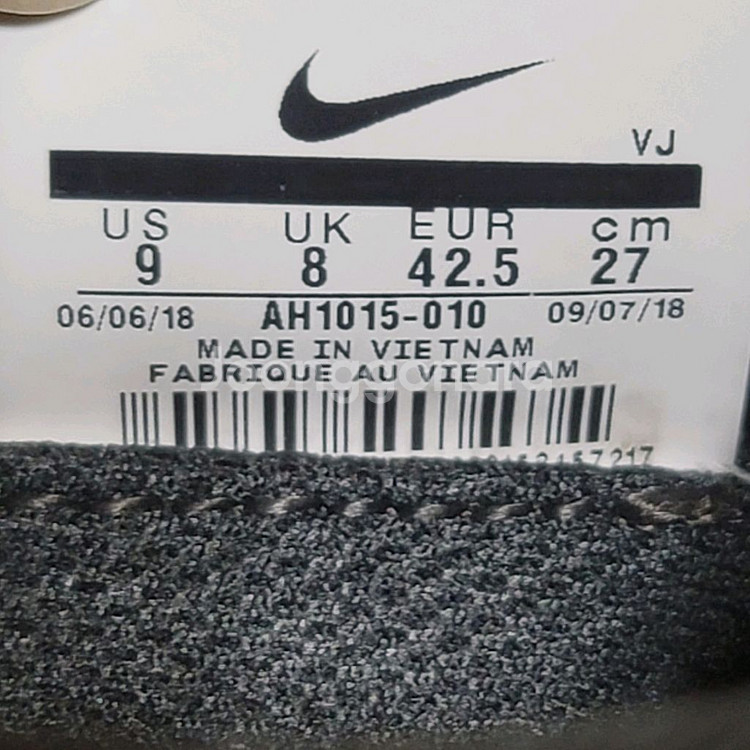 VJ
US UK EUR cm
9 8 42.5 27
06/06/18 AH1015-010 09/07/18
MADE IN VIETNAM
FABRIQUE AU VIETNAM